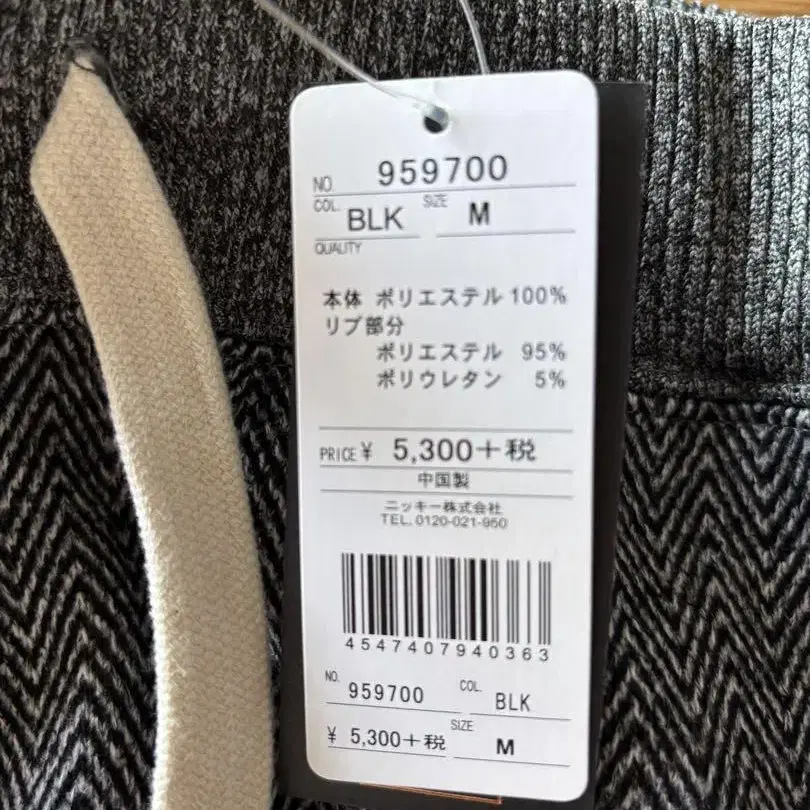 NO. 959700
COL. BLK SIZE M
QUALITY
本体 ポリエステル 100%
リブ部分
ポリエステル 95%
ポリウレタン 5%
PRICE ¥ 5,300+税
中国製
ニッキー株式会社
TEL. 0120-021-950
4547407940363
NO. 959700 COL. BLK
¥ 5,300+税 SIZE M